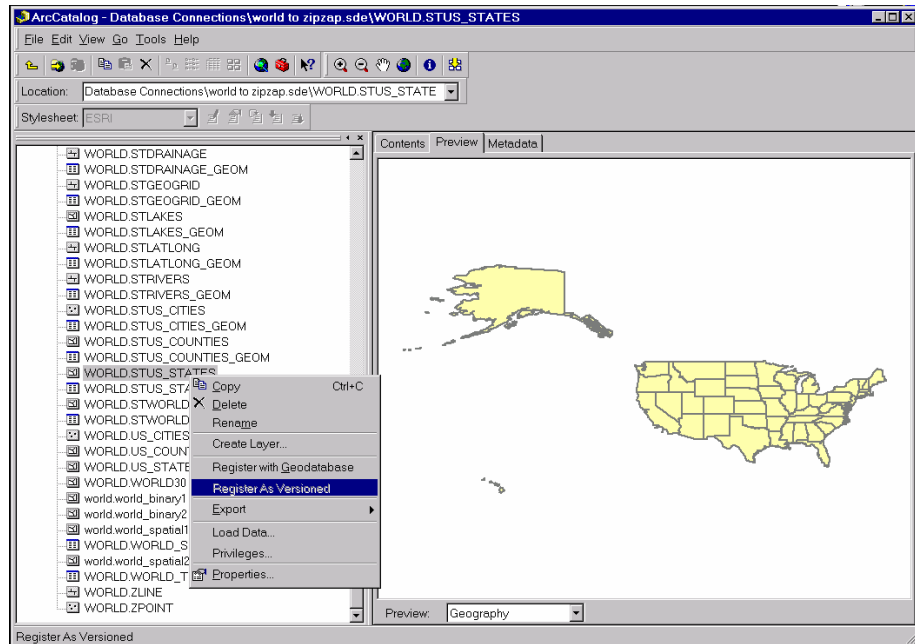 ArcCatalog - Database Connections\world to zipzap.sde\WORLD.STUS_STATES
File Edit View Go Tools Help
Location: Database Connections\world to zipzap.sde\WORLD.STUS_STATE
Stylesheet: ESRI
Contents Preview Metadata
WORLD.STDRAINAGE
WORLD.STDRAINAGE_GEOM
WORLD.STGEOGRID
WORLD.STGEOGRID_GEOM
WORLD.STLAKES
WORLD.STLAKES_GEOM
WORLD.STLATLONG
WORLD.STLATLONG_GEOM
WORLD.STRIVERS
WORLD.STRIVERS_GEOM
WORLD.STUS_CITIES
WORLD.STUS_CITIES_GEOM
WORLD.STUS_COUNTIES
WORLD.STUS_COUNTIES_GEOM
WORLD.STUS_STATES
WORLD.STUS_STA
WORLD.STWORLD
WORLD.STWORLD
WORLD.US_CITIES
WORLD.US_COUN
WORLD.US_STATE
WORLD.WORLD30
world.world_binary1
world.world_binary2
world.world_spatial1
WORLD.WORLD_S
world.world_spatial2
WORLD.WORLD_T
WORLD.ZLINE
WORLD.ZPOINT
Copy Ctrl+C
Delete
Rename
Create Layer...
Register with Geodatabase
Register As Versioned
Export
Load Data...
Privileges...
Properties...
Preview: Geography
Register As Versioned